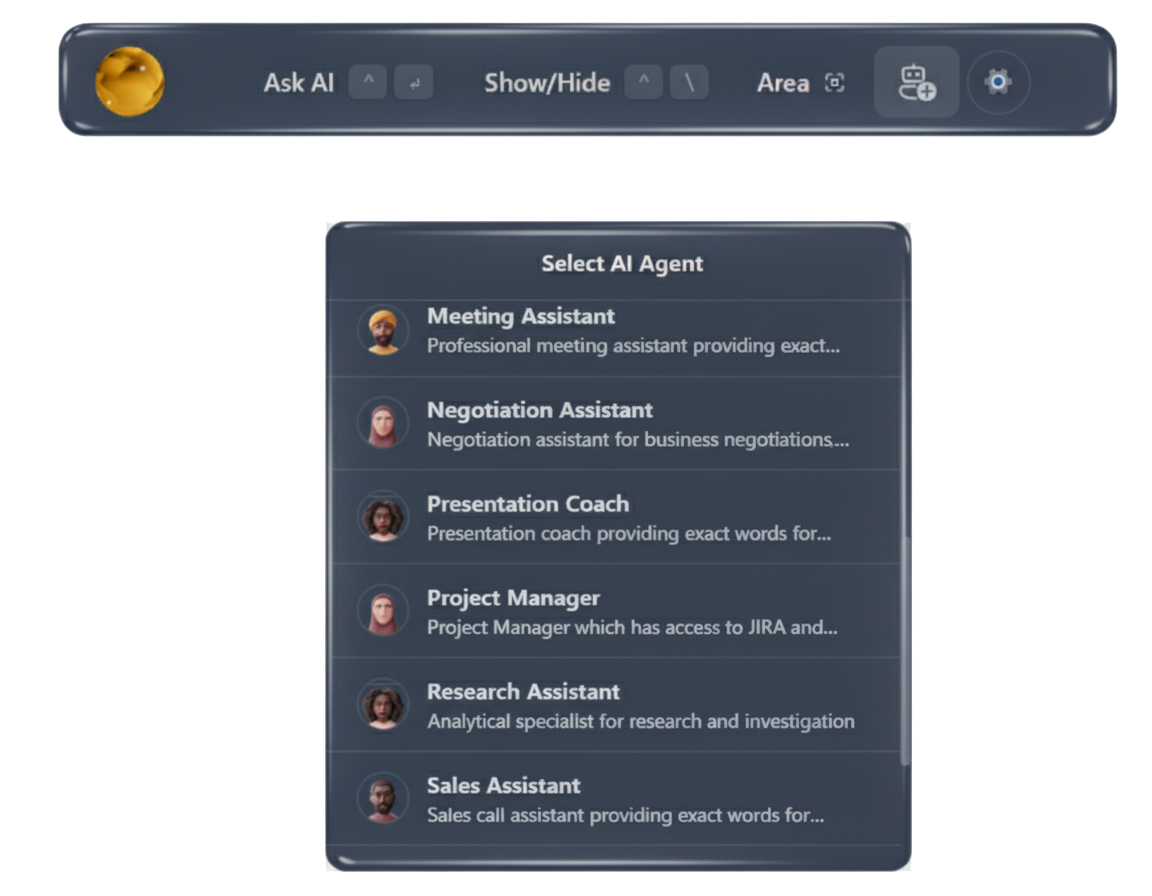 Ask AI ^ ↵ Show/Hide ^ \ Area
Select AI Agent
Meeting Assistant
Professional meeting assistant providing exact...
Negotiation Assistant
Negotiation assistant for business negotiations,...
Presentation Coach
Presentation coach providing exact words for...
Project Manager
Project Manager which has access to JIRA and...
Research Assistant
Analytical specialist for research and investigation
Sales Assistant
Sales call assistant providing exact words for...